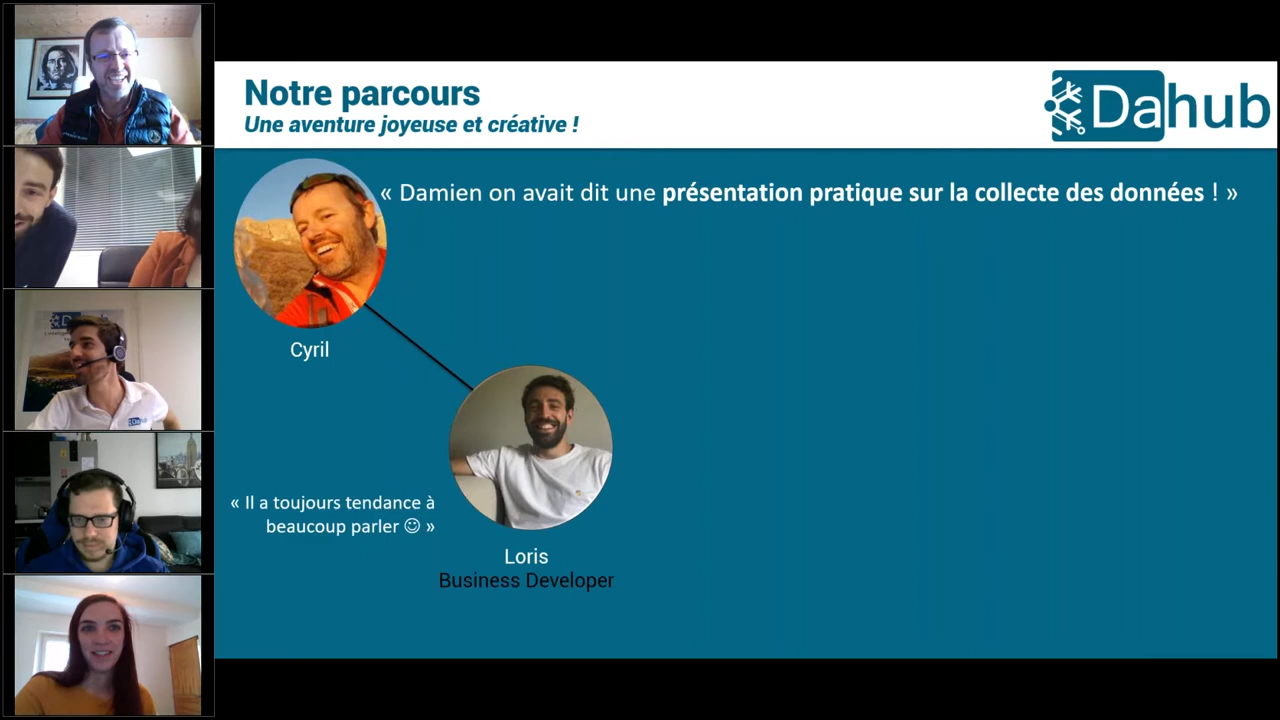 Notre parcours
Une aventure joyeuse et créative !
Dahub
« Damien on avait dit une présentation pratique sur la collecte des données ! »
Cyril
« Il a toujours tendance à
beaucoup parler ☺ »
Loris
Business Developer